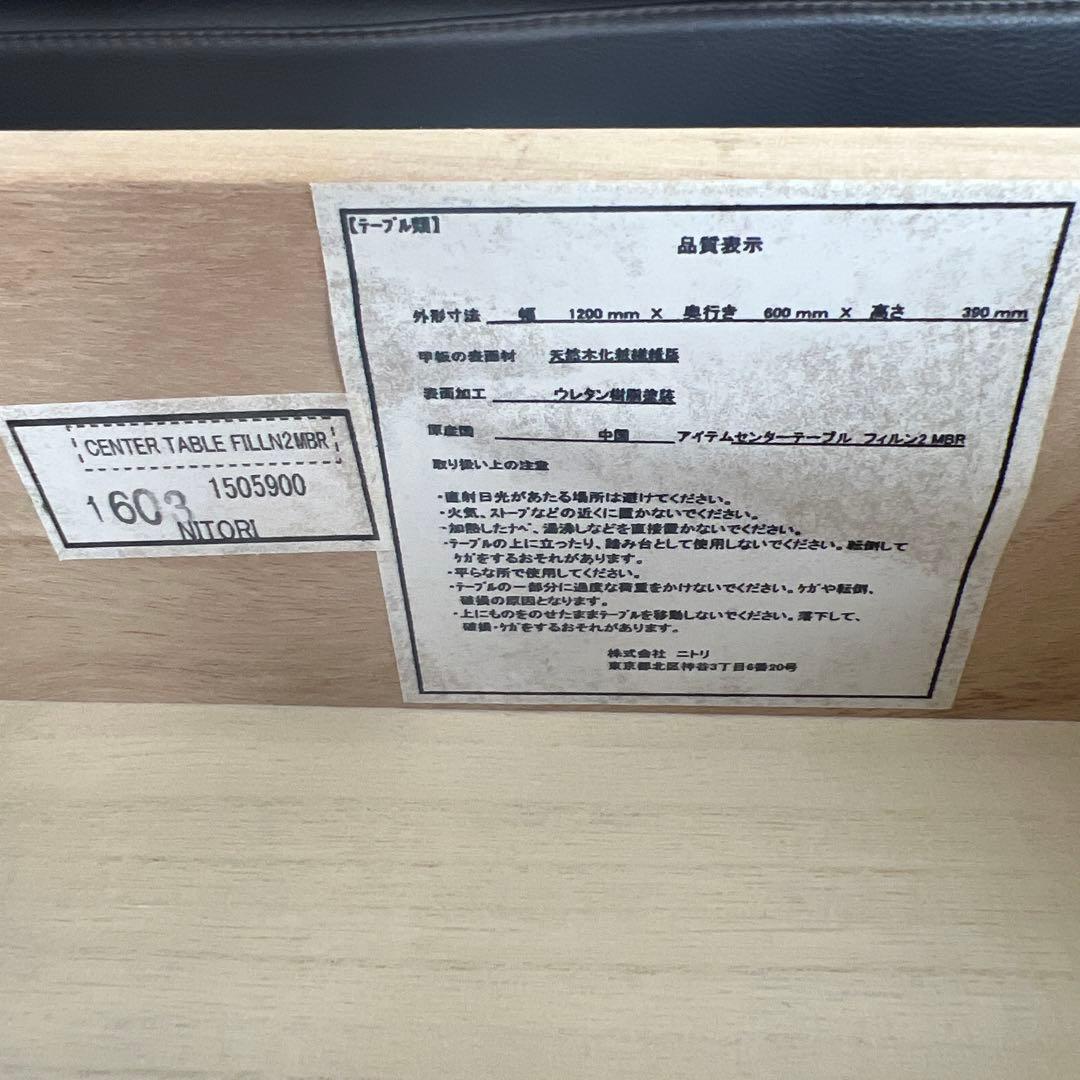 【テーブル類】
品質表示
外形寸法 幅 1200 mm × 奥行き 600 mm × 高さ 390 mm
甲板の表面材 天然木化粧繊維板
表面加工 ウレタン樹脂塗装
原産国 中国 アイテムセンターテーブル フィルン2 MBR
取り扱い上の注意
・直射日光があたる場所は避けてください。
・火気、ストーブなどの近くに置かないでください。
・加熱したナベ、湯沸しなどを直接置かないでください。
・テーブルの上に立ったり、踏み台として使用しないでください。転倒して
ケガをするおそれがあります。
・平らな所で使用してください。
・テーブルの一部分に過度な荷重をかけないでください。ケガや転倒、
破損の原因となります。
・上にものをのせたままテーブルを移動しないでください。落下して、
破損・ケガをするおそれがあります。
株式会社 ニトリ
東京都北区神谷3丁目6番20号
CENTER TABLE FILLN2MBR
1505900
1603
NITORI